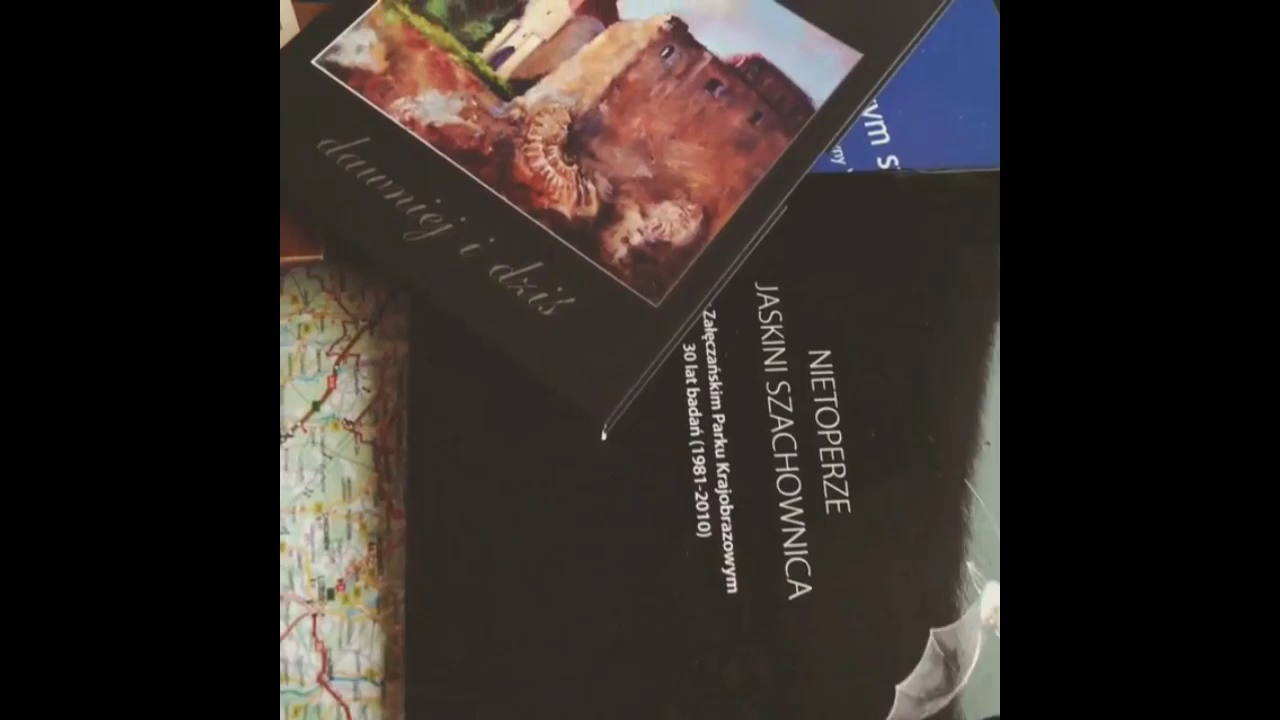 dawniej i dziś
NIETOPERZE
JASKINI SZACHOWNICA
Załęczańskim Parku Krajobrazowym
30 lat badań (1981-2010)